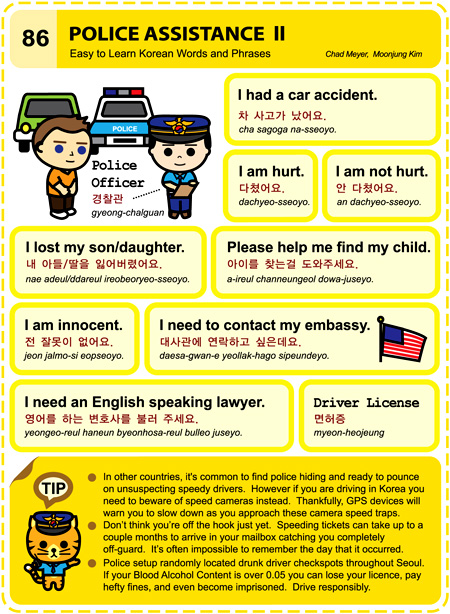 86
POLICE ASSISTANCE II
Easy to Learn Korean Words and Phrases
Chad Meyer, Moonjung Kim
POLICE
Police
Officer
경찰관
gyeong-chalguan
I had a car accident.
차 사고가 났어요.
cha sagoga na-sseoyo.
I am hurt.
다쳤어요.
dachyeo-sseoyo.
I am not hurt.
안 다쳤어요.
an dachyeo-sseoyo.
I lost my son/daughter.
내 아들/딸을 잃어버렸어요.
nae adeul/ddareul ireobeoryeo-sseoyo.
Please help me find my child.
아이를 찾는걸 도와주세요.
a-ireul channeungeol dowa-juseyo.
I am innocent.
전 잘못이 없어요.
jeon jalmo-si eopseoyo.
I need to contact my embassy.
대사관에 연락하고 싶은데요.
daesa-gwan-e yeollak-hago sipeundeyo.
I need an English speaking lawyer.
영어를 하는 변호사를 불러 주세요.
yeongeo-reul haneun byeonhosa-reul bulleo juseyo.
Driver License
면허증
myeon-heojeung
TIP
In other countries, it's common to find police hiding and ready to pounce
on unsuspecting speedy drivers. However if you are driving in Korea you
need to beware of speed cameras instead. Thankfully, GPS devices will
warn you to slow down as you approach these camera speed traps.
Don't think you're off the hook just yet. Speeding tickets can take up to a
couple months to arrive in your mailbox catching you completely
off-guard. It's often impossible to remember the day that it occurred.
Police setup randomly located drunk driver checkspots throughout Seoul.
If your Blood Alcohol Content is over 0.05 you can lose your licence, pay
hefty fines, and even become imprisoned. Drive responsibly.